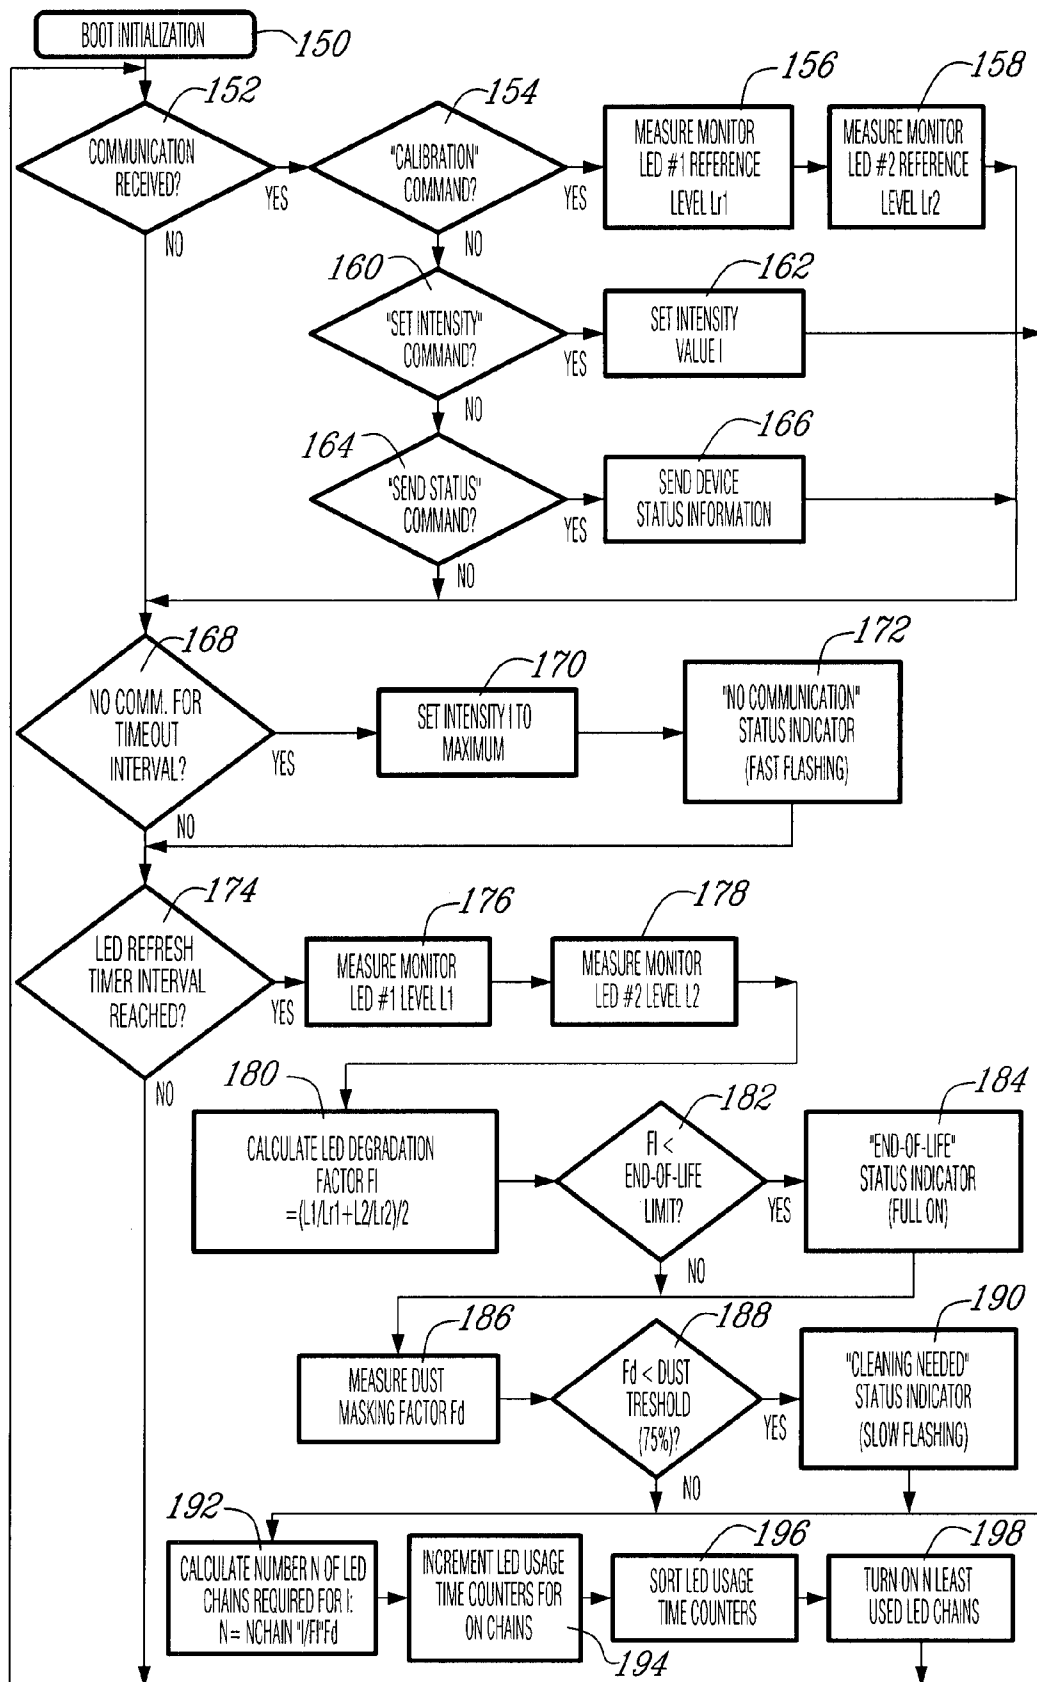 BOOT INITIALIZATION
150
152
COMMUNICATION
RECEIVED?
YES
NO
154
"CALIBRATION"
COMMAND?
YES
NO
156
MEASURE MONITOR
LED #1 REFERENCE
LEVEL Lr1
158
MEASURE MONITOR
LED #2 REFERENCE
LEVEL Lr2
160
"SET INTENSITY"
COMMAND?
YES
NO
162
SET INTENSITY
VALUE I
164
"SEND STATUS"
COMMAND?
YES
NO
166
SEND DEVICE
STATUS INFORMATION
168
NO COMM. FOR
TIMEOUT
INTERVAL?
YES
NO
170
SET INTENSITY I TO
MAXIMUM
172
"NO COMMUNICATION"
STATUS INDICATOR
(FAST FLASHING)
174
LED REFRESH
TIMER INTERVAL
REACHED?
YES
NO
176
MEASURE MONITOR
LED #1 LEVEL L1
178
MEASURE MONITOR
LED #2 LEVEL L2
180
CALCULATE LED DEGRADATION
FACTOR Fl
=(L1/Lr1+L2/Lr2)/2
182
Fl <
END-OF-LIFE
LIMIT?
YES
NO
184
"END-OF-LIFE"
STATUS INDICATOR
(FULL ON)
186
MEASURE DUST
MASKING FACTOR Fd
188
Fd < DUST
TRESHOLD
(75%)?
YES
NO
190
"CLEANING NEEDED"
STATUS INDICATOR
(SLOW FLASHING)
192
CALCULATE NUMBER N OF LED
CHAINS REQUIRED FOR I:
N = NCHAIN "I/Fl"Fd
194
INCREMENT LED USAGE
TIME COUNTERS FOR
ON CHAINS
196
SORT LED USAGE
TIME COUNTERS
198
TURN ON N LEAST
USED LED CHAINS